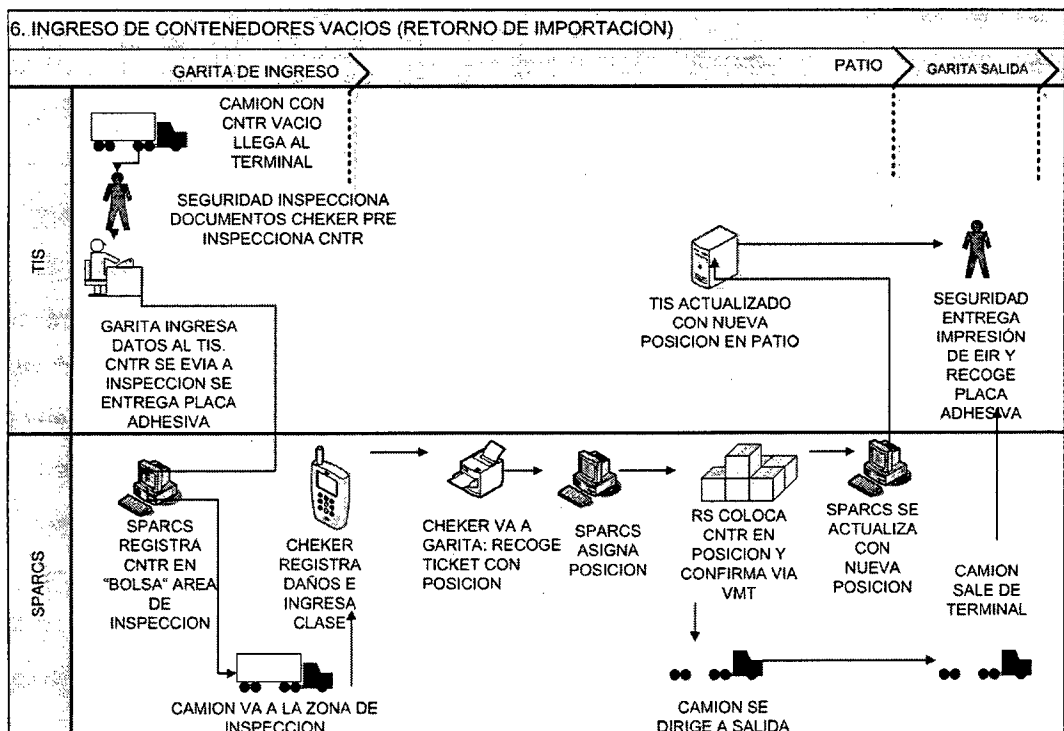 6. INGRESO DE CONTENEDORES VACIOS (RETORNO DE IMPORTACION)
GARITA DE INGRESO
PATIO
GARITA SALIDA
TIS
CAMION CON
CNTR VACIO
LLEGA AL
TERMINAL
SEGURIDAD INSPECCIONA
DOCUMENTOS CHEKER PRE
INSPECCIONA CNTR
GARITA INGRESA
DATOS AL TIS.
CNTR SE EVIA A
INSPECCION SE
ENTREGA PLACA
ADHESIVA
TIS ACTUALIZADO
CON NUEVA
POSICION EN PATIO
SEGURIDAD
ENTREGA
IMPRESIÓN
DE EIR Y
RECOGE
PLACA
ADHESIVA
SPARCS
SPARCS
REGISTRA
CNTR EN
"BOLSA" AREA
DE
INSPECCION
CAMION VA A LA ZONA DE
INSPECCION
CHEKER
REGISTRA
DAÑOS E
INGRESA
CLASE
CHEKER VA A
GARITA: RECOGE
TICKET CON
POSICION
SPARCS
ASIGNA
POSICION
RS COLOCA
CNTR EN
POSICION Y
CONFIRMA VIA
VMT
CAMION SE
DIRIGE A SALIDA
SPARCS SE
ACTUALIZA
CON
NUEVA
POSICION
CAMION
SALE DE
TERMINAL